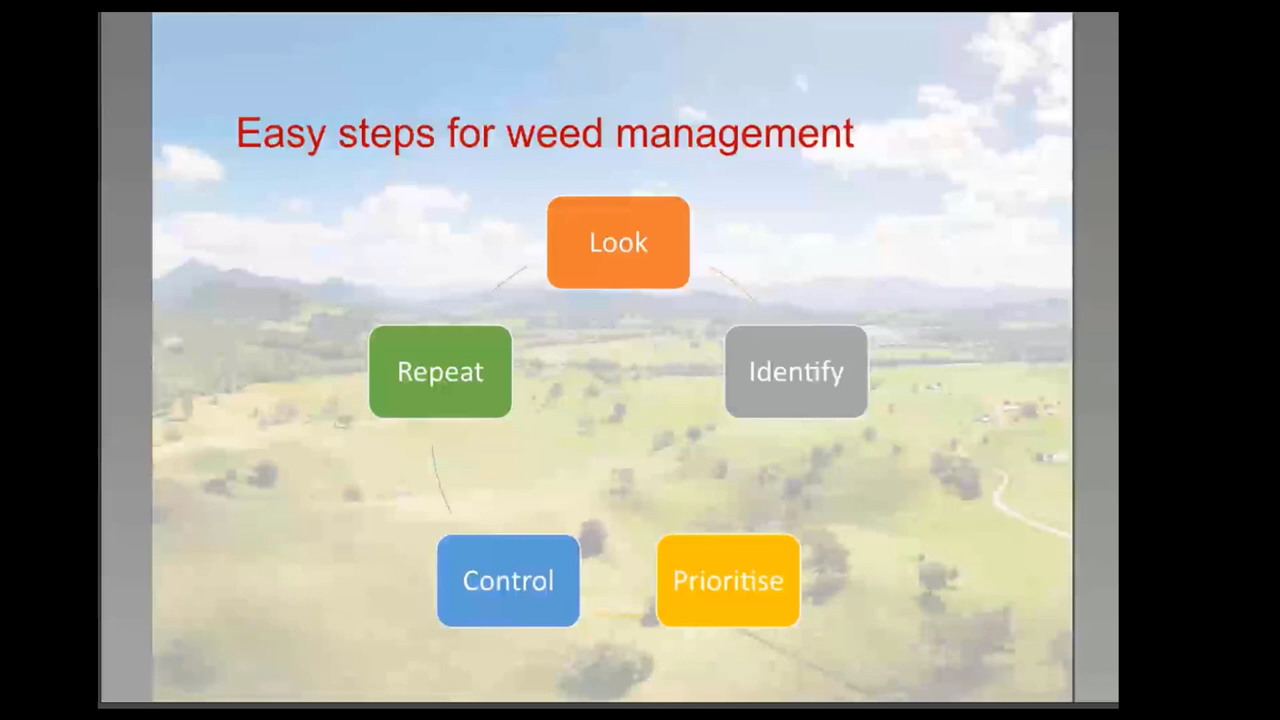 Easy steps for weed management
Look
Identify
Prioritise
Control
Repeat